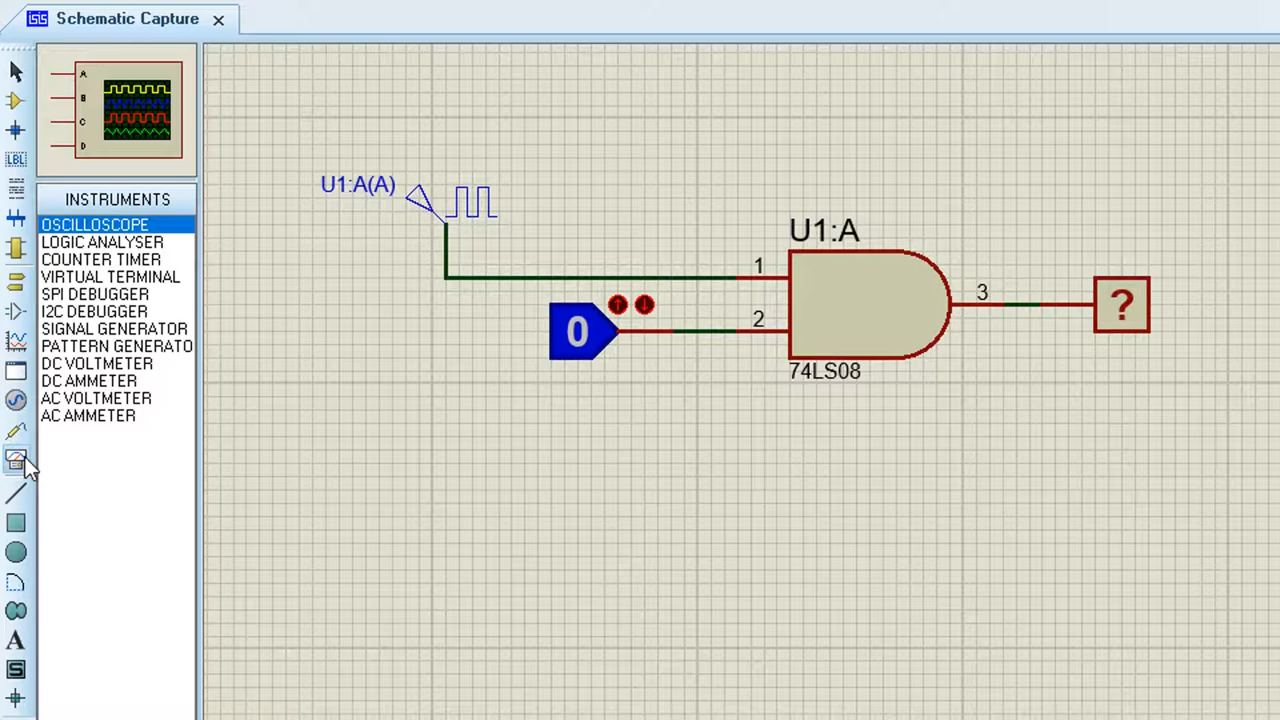 isis Schematic Capture
A
B
C
D
LBL
INSTRUMENTS
OSCILLOSCOPE
LOGIC ANALYSER
COUNTER TIMER
VIRTUAL TERMINAL
SPI DEBUGGER
I2C DEBUGGER
SIGNAL GENERATOR
PATTERN GENERATO
DC VOLTMETER
DC AMMETER
AC VOLTMETER
AC AMMETER
A
S
U1:A(A)
U1:A
1
0
2
3
?
74LS08